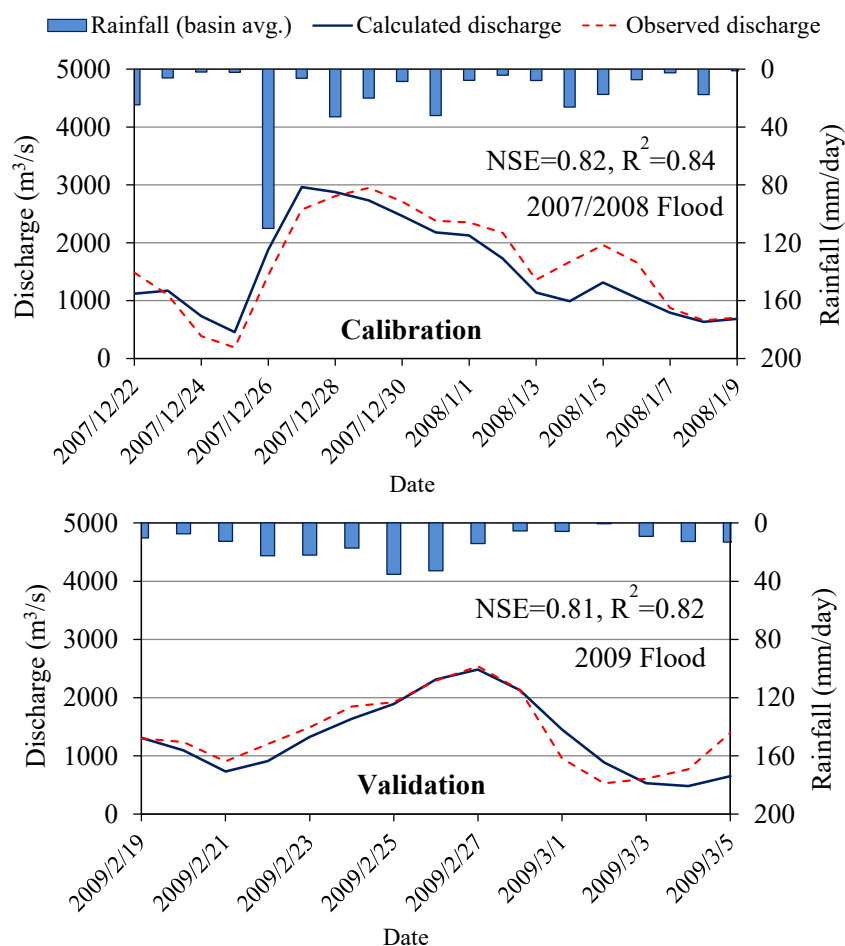 Rainfall (basin avg.) Calculated discharge Observed discharge
5000 0
4000 40
NSE=0.82, R²=0.84
3000 80
2007/2008 Flood
2000 120
1000 160
Calibration
0 200
Discharge (m³/s)
Rainfall (mm/day)
2007/12/22 2007/12/24 2007/12/26 2007/12/28 2007/12/30 2008/1/1 2008/1/3 2008/1/5 2008/1/7 2008/1/9
Date
5000 0
4000 40
NSE=0.81, R²=0.82
3000 80
2009 Flood
2000 120
1000 160
Validation
0 200
Discharge (m³/s)
Rainfall (mm/day)
2009/2/19 2009/2/21 2009/2/23 2009/2/25 2009/2/27 2009/3/1 2009/3/3 2009/3/5
Date